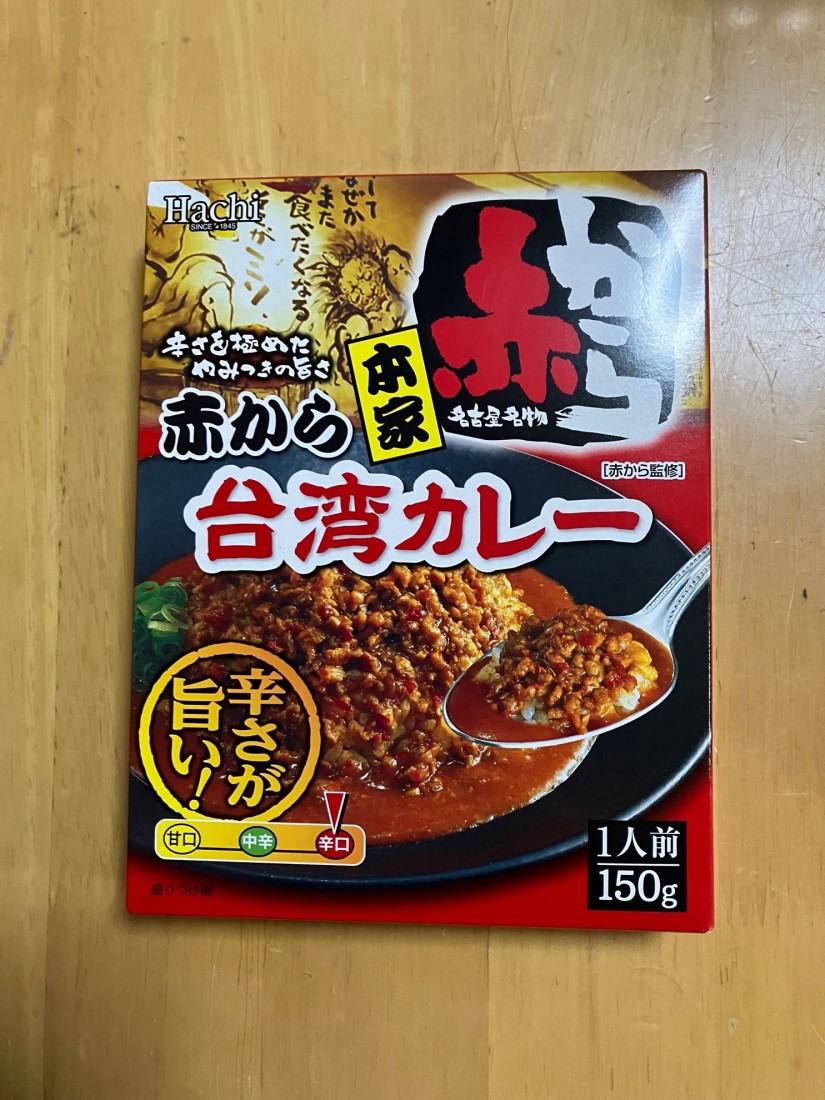 Hachi
SINCE 1845
して
なぜか
また
食べたくなる
がミソ。
赤から
名古屋名物
本家
辛さを極めた
やみつきの旨さ
赤から
[赤から監修]
台湾カレー
辛さが
旨い!
甘口 中辛 辛口
盛りつけ例
1人前
150g